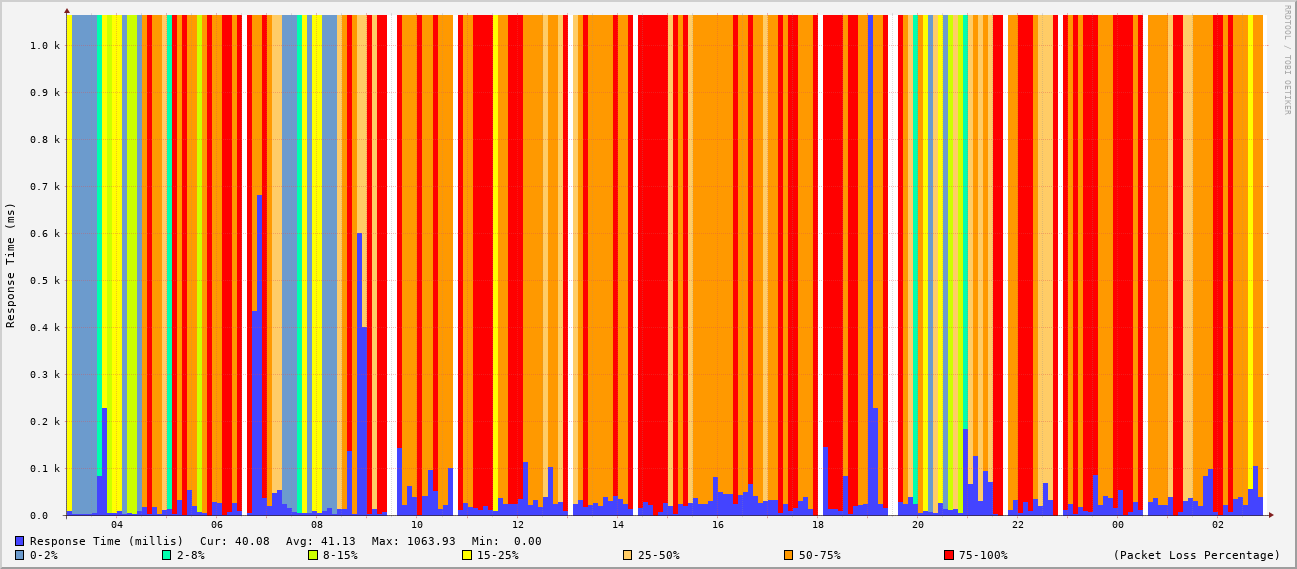 RRDTOOL / TOBI OETIKER
Response Time (ms)
1.0 k
0.9 k
0.8 k
0.7 k
0.6 k
0.5 k
0.4 k
0.3 k
0.2 k
0.1 k
0.0
04 06 08 10 12 14 16 18 20 22 00 02
Response Time (millis) Cur: 40.08 Avg: 41.13 Max: 1063.93 Min: 0.00
0-2% 2-8% 8-15% 15-25% 25-50% 50-75% 75-100% (Packet Loss Percentage)